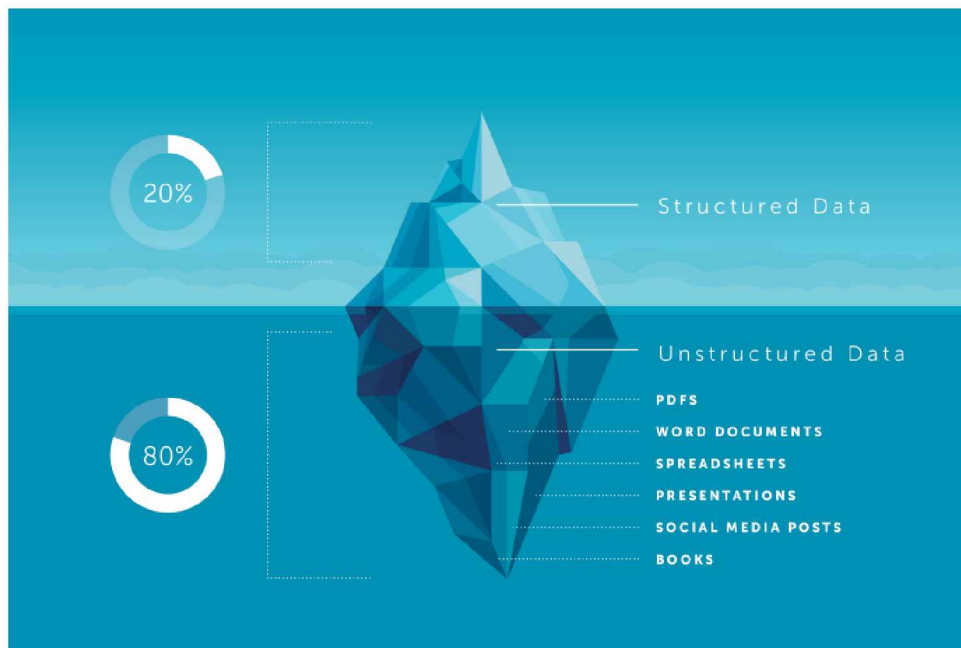 20%
Structured Data
Unstructured Data
PDFS
WORD DOCUMENTS
80%
SPREADSHEETS
PRESENTATIONS
SOCIAL MEDIA POSTS
BOOKS